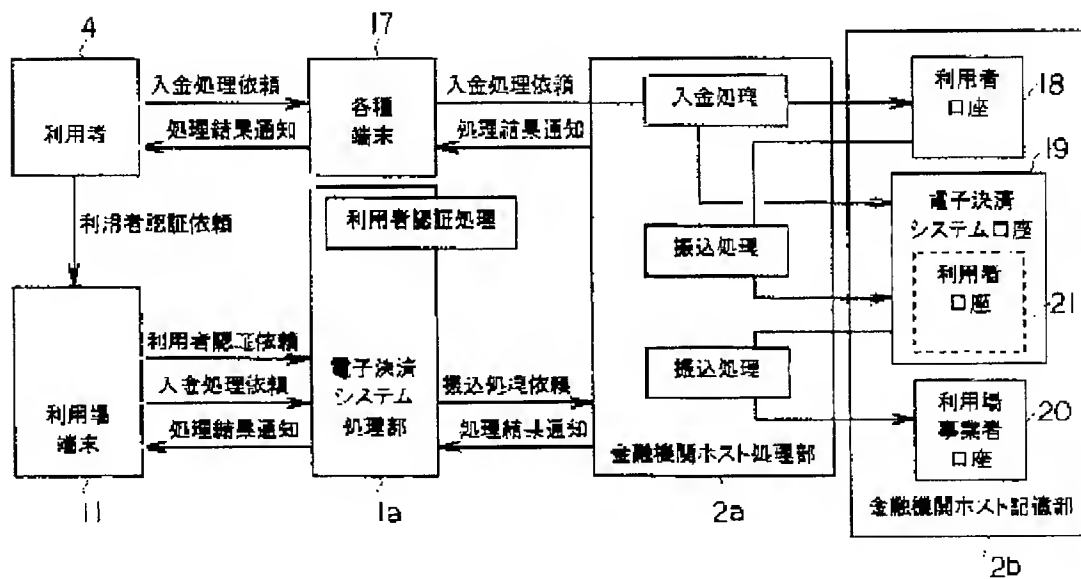 4
利用者
入金処理依頼
処理結果通知
17
各種
端末
入金処理依頼
処理結果通知
入金処理
利用者
口座
18
19
電子決済
システム口座
利用者
口座
21
利用者認証依頼
利用者認証処理
振込処理
振込処理
利用者認証依頼
入金処理依頼
処理結果通知
利用場
端末
11
電子決済
システム
処理部
1a
振込処理依頼
処理結果通知
金融機関ホスト処理部
2a
利用場
事業者
口座
20
金融機関ホスト記憶部
2b